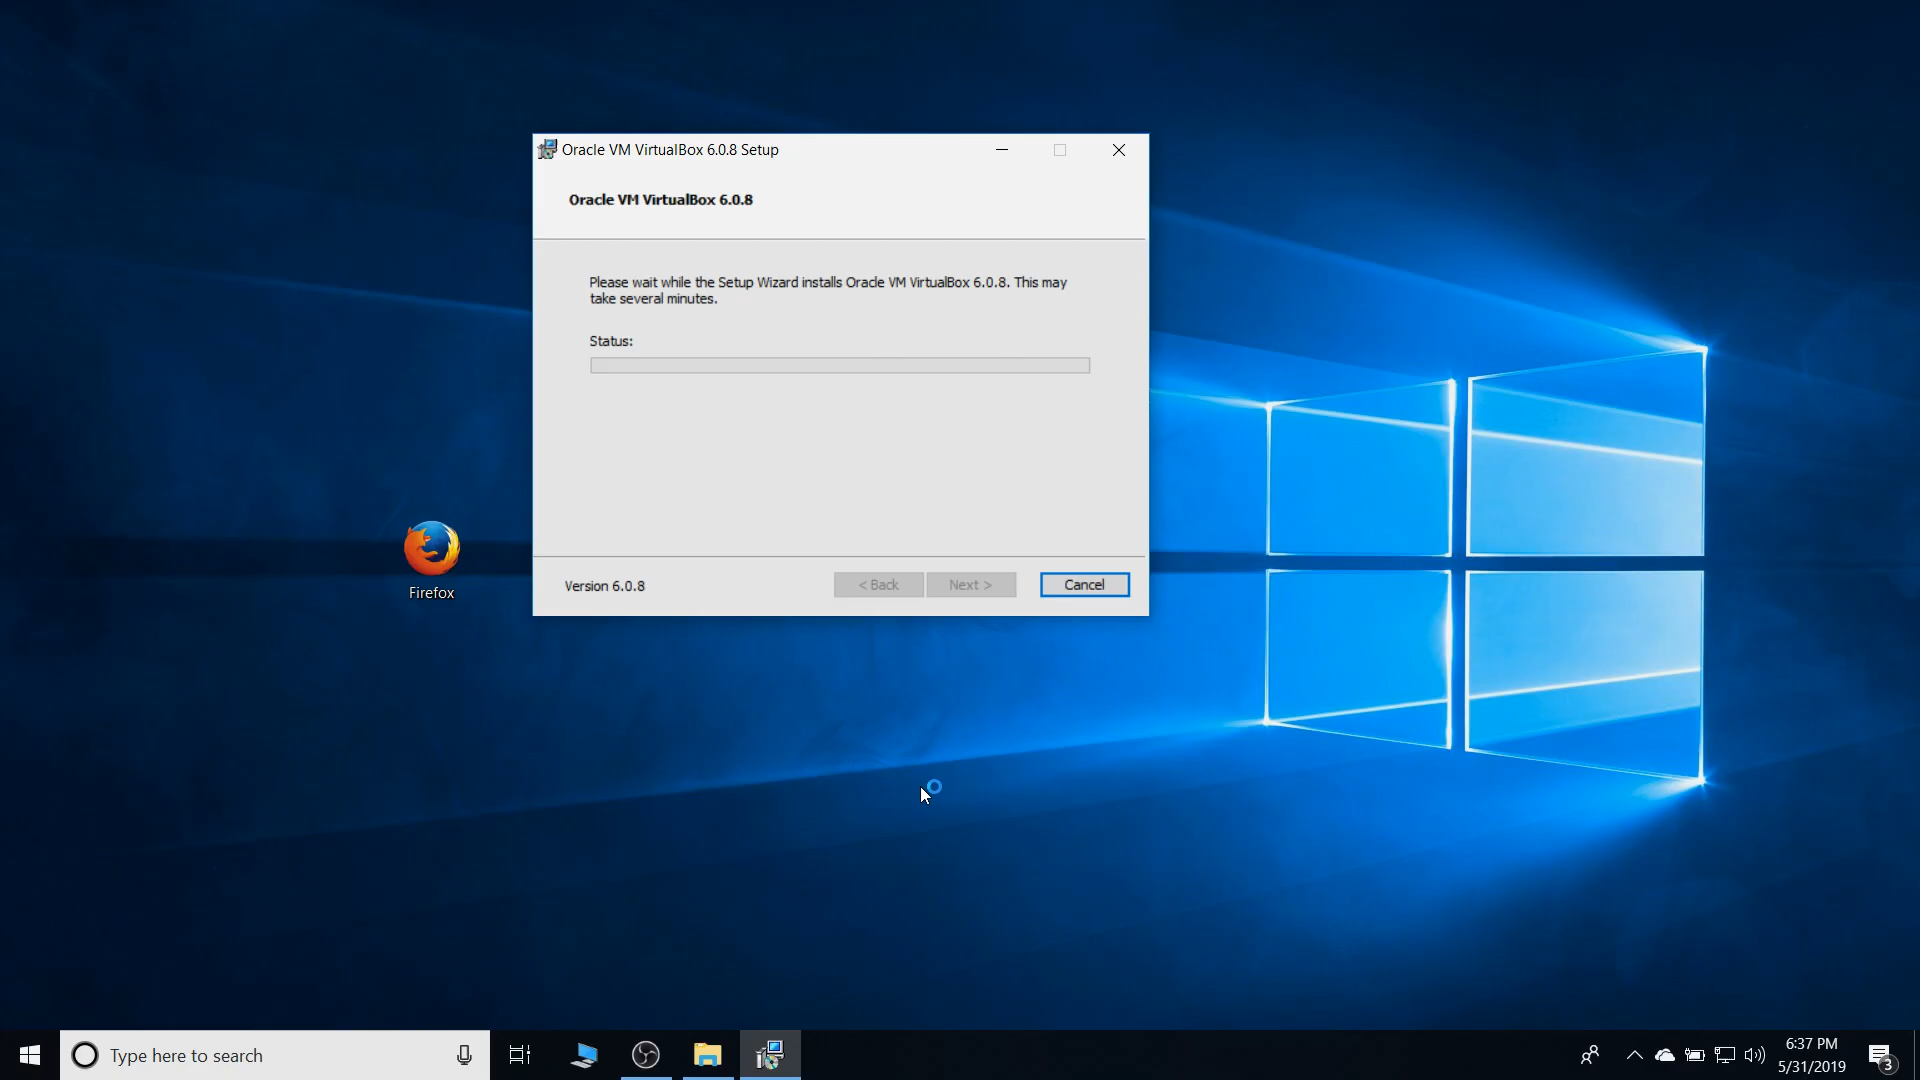 Oracle VM VirtualBox 6.0.8 Setup
Oracle VM VirtualBox 6.0.8
Please wait while the Setup Wizard installs Oracle VM VirtualBox 6.0.8. This may
take several minutes.
Status:
Firefox
Version 6.0.8
< Back
Next >
Cancel
Type here to search
6:37 PM
5/31/2019
3